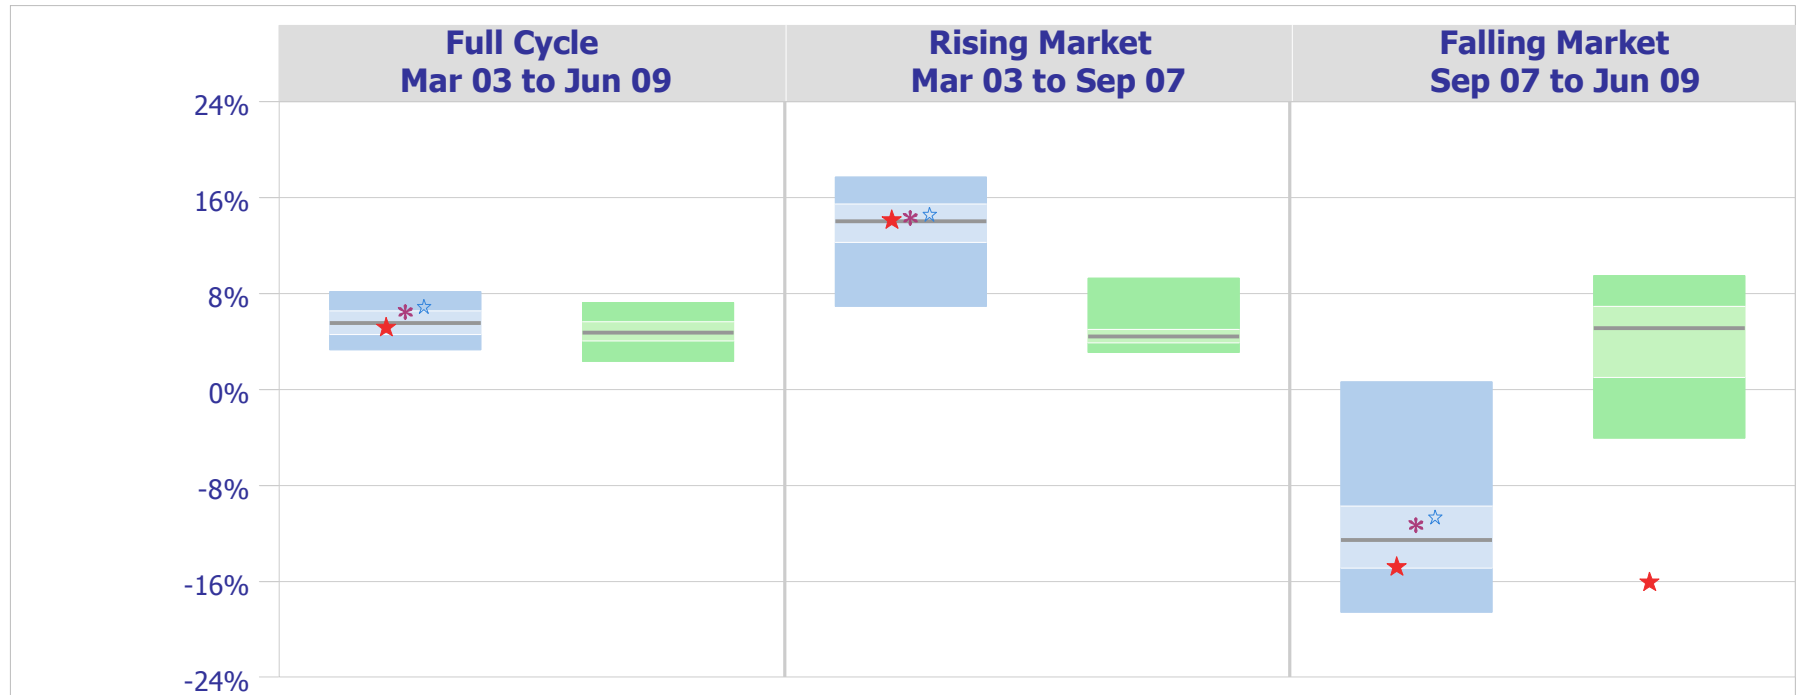 Full Cycle
Mar 03 to Jun 09
Rising Market
Mar 03 to Sep 07
Falling Market
Sep 07 to Jun 09
24%
16%
8%
0%
-8%
-16%
-24%